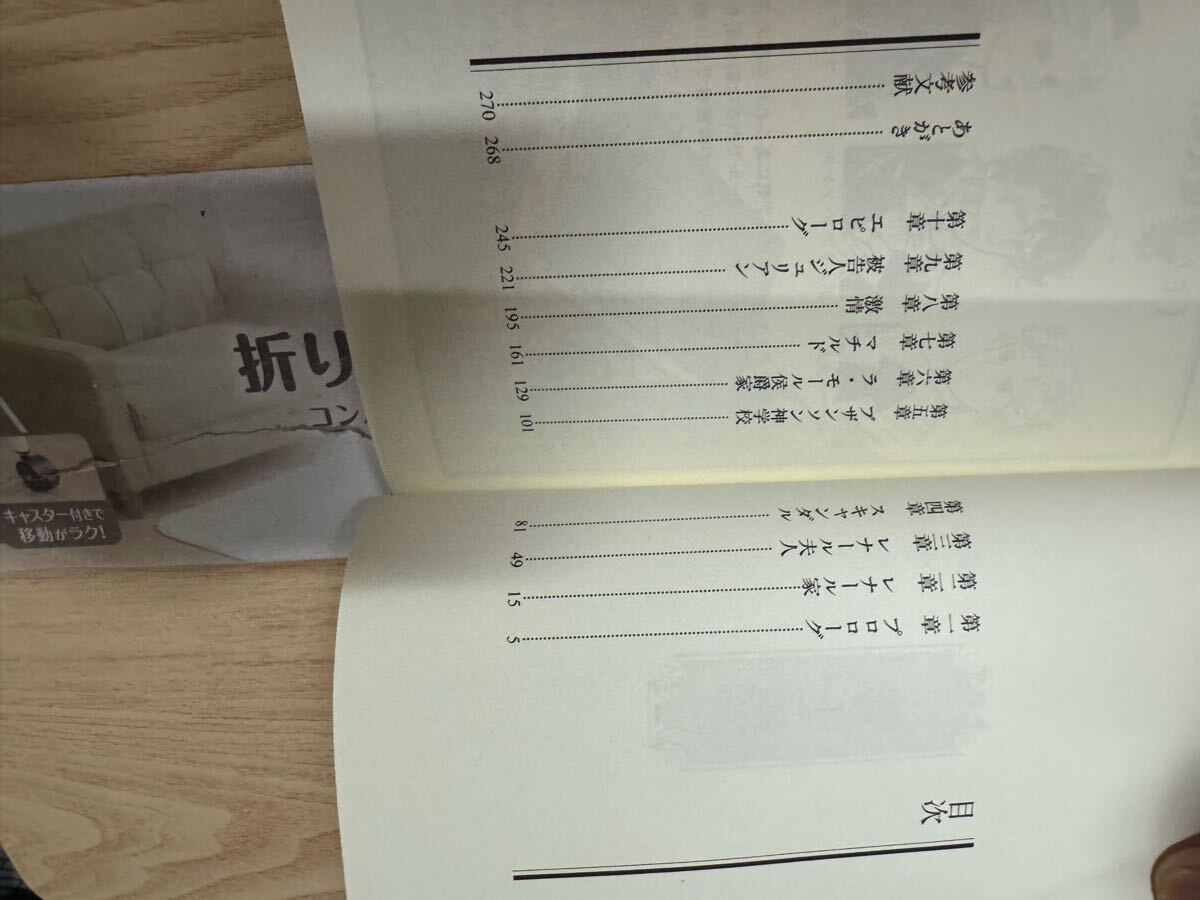 目次
第一章　プロローグ……5
第二章　レナール家……15
第三章　レナール夫人……49
第四章　スキャンダル……81
第五章　ブザンソン神学校……101
第六章　ラ・モール侯爵家……129
第七章　マチルド……161
第八章　激情……195
第九章　被告人ジュリアン……221
第十章　エピローグ……245
あとがき……268
参考文献……270
折り
コン
キャスター付きで
移動がラク!